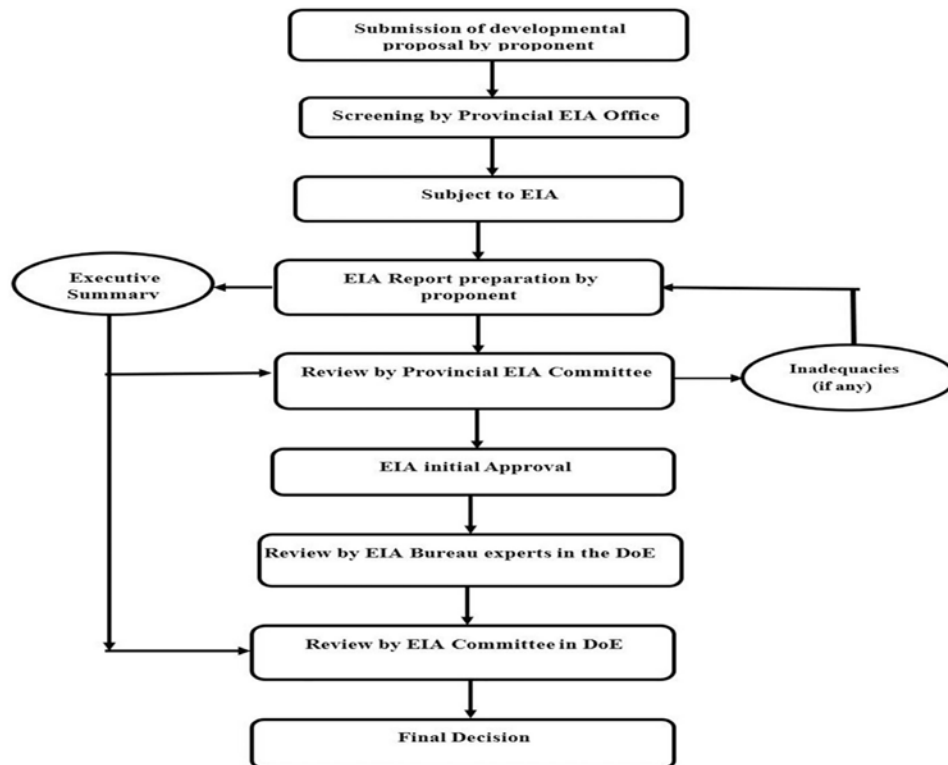 Submission of developmental
proposal by proponent
Screening by Provincial EIA Office
Subject to EIA
Executive
Summary
EIA Report preparation by
proponent
Review by Provincial EIA Committee
Inadequacies
(if any)
EIA initial Approval
Review by EIA Bureau experts in the DoE
Review by EIA Committee in DoE
Final Decision